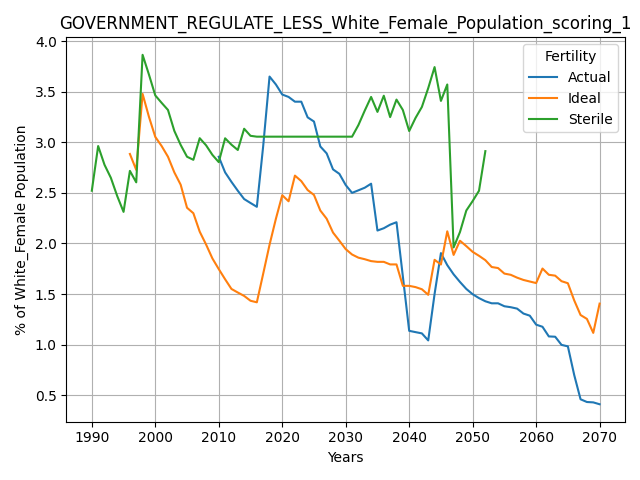 GOVERNMENT_REGULATE_LESS_White_Female_Population_scoring_1
Fertility
Actual
Ideal
Sterile
% of White_Female Population
4.0
3.5
3.0
2.5
2.0
1.5
1.0
0.5
1990 2000 2010 2020 2030 2040 2050 2060 2070
Years